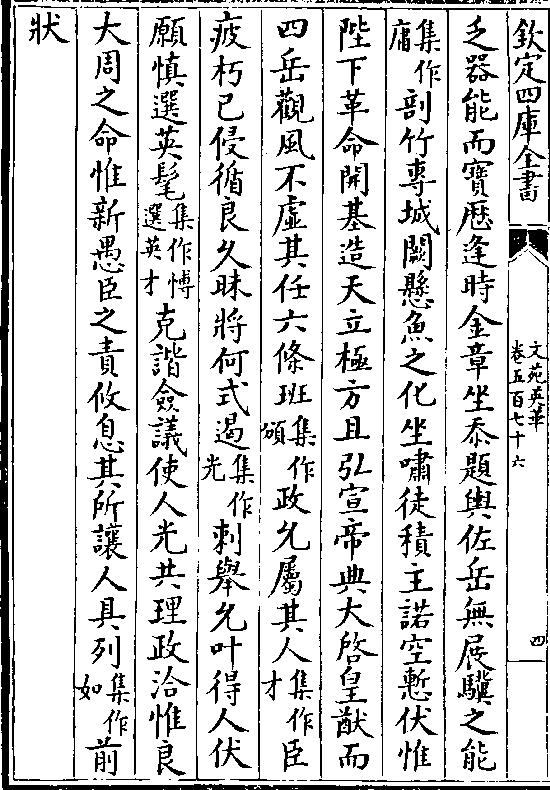 欽定四庫全書
文苑英華
卷五百七十六
四
乏器能而寶歷逢時金章坐忝題輿佐岳無展驥之能
集作庸剖竹專城闕懸魚之化坐嘯徒積主諾空慙伏惟
陛下革命開基造天立極方且弘宣帝典大啓皇猷而
四岳觀風不虛其任六條班集作頒政允屬其人集作才臣
疲朽已侵循良久昧將何式遏集作光刺舉允叶得人伏
願慎選英髦集作慱選英才克諧僉議使人光共理政洽惟良
大周之命惟新愚臣之責攸息其所讓人具列集作如前
狀